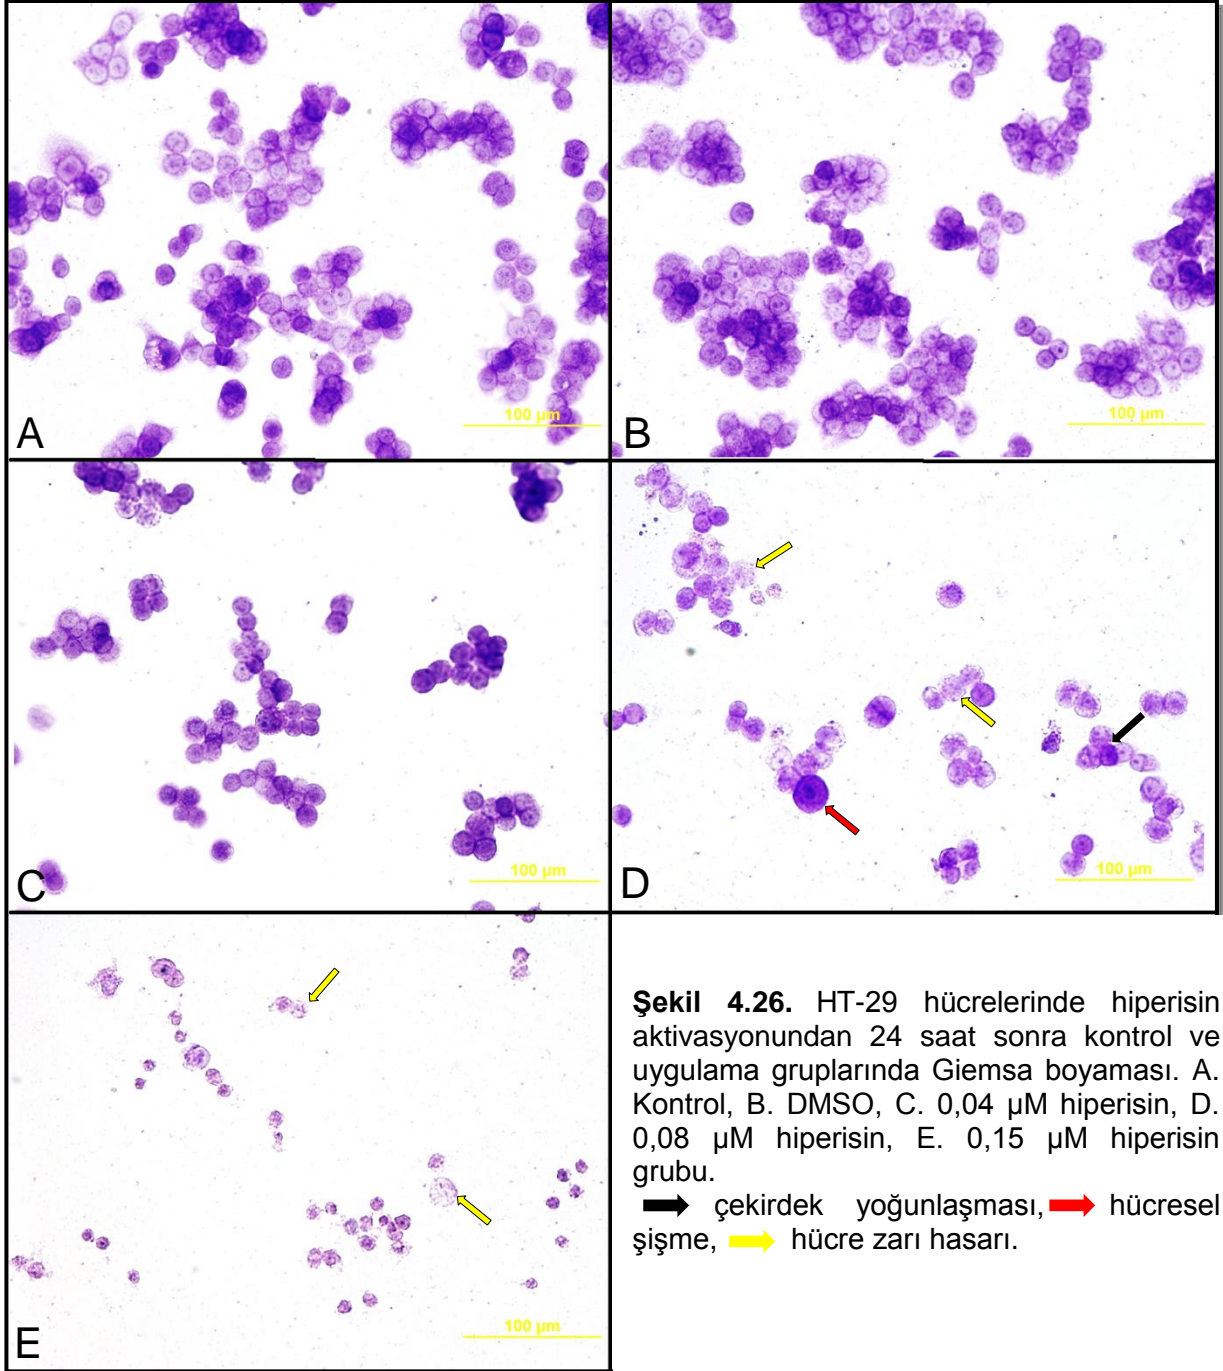 100 µm
A
100 µm
B
100 µm
C
100 µm
D
100 µm
E
Şekil 4.26. HT-29 hücrelerinde hiperisin
aktivasyonundan 24 saat sonra kontrol ve
uygulama gruplarında Giemsa boyaması. A.
Kontrol, B. DMSO, C. 0,04 µM hiperisin, D.
0,08 µM hiperisin, E. 0,15 µM hiperisin
grubu.
çekirdek yoğunlaşması, hücresel
şişme, hücre zarı hasarı.